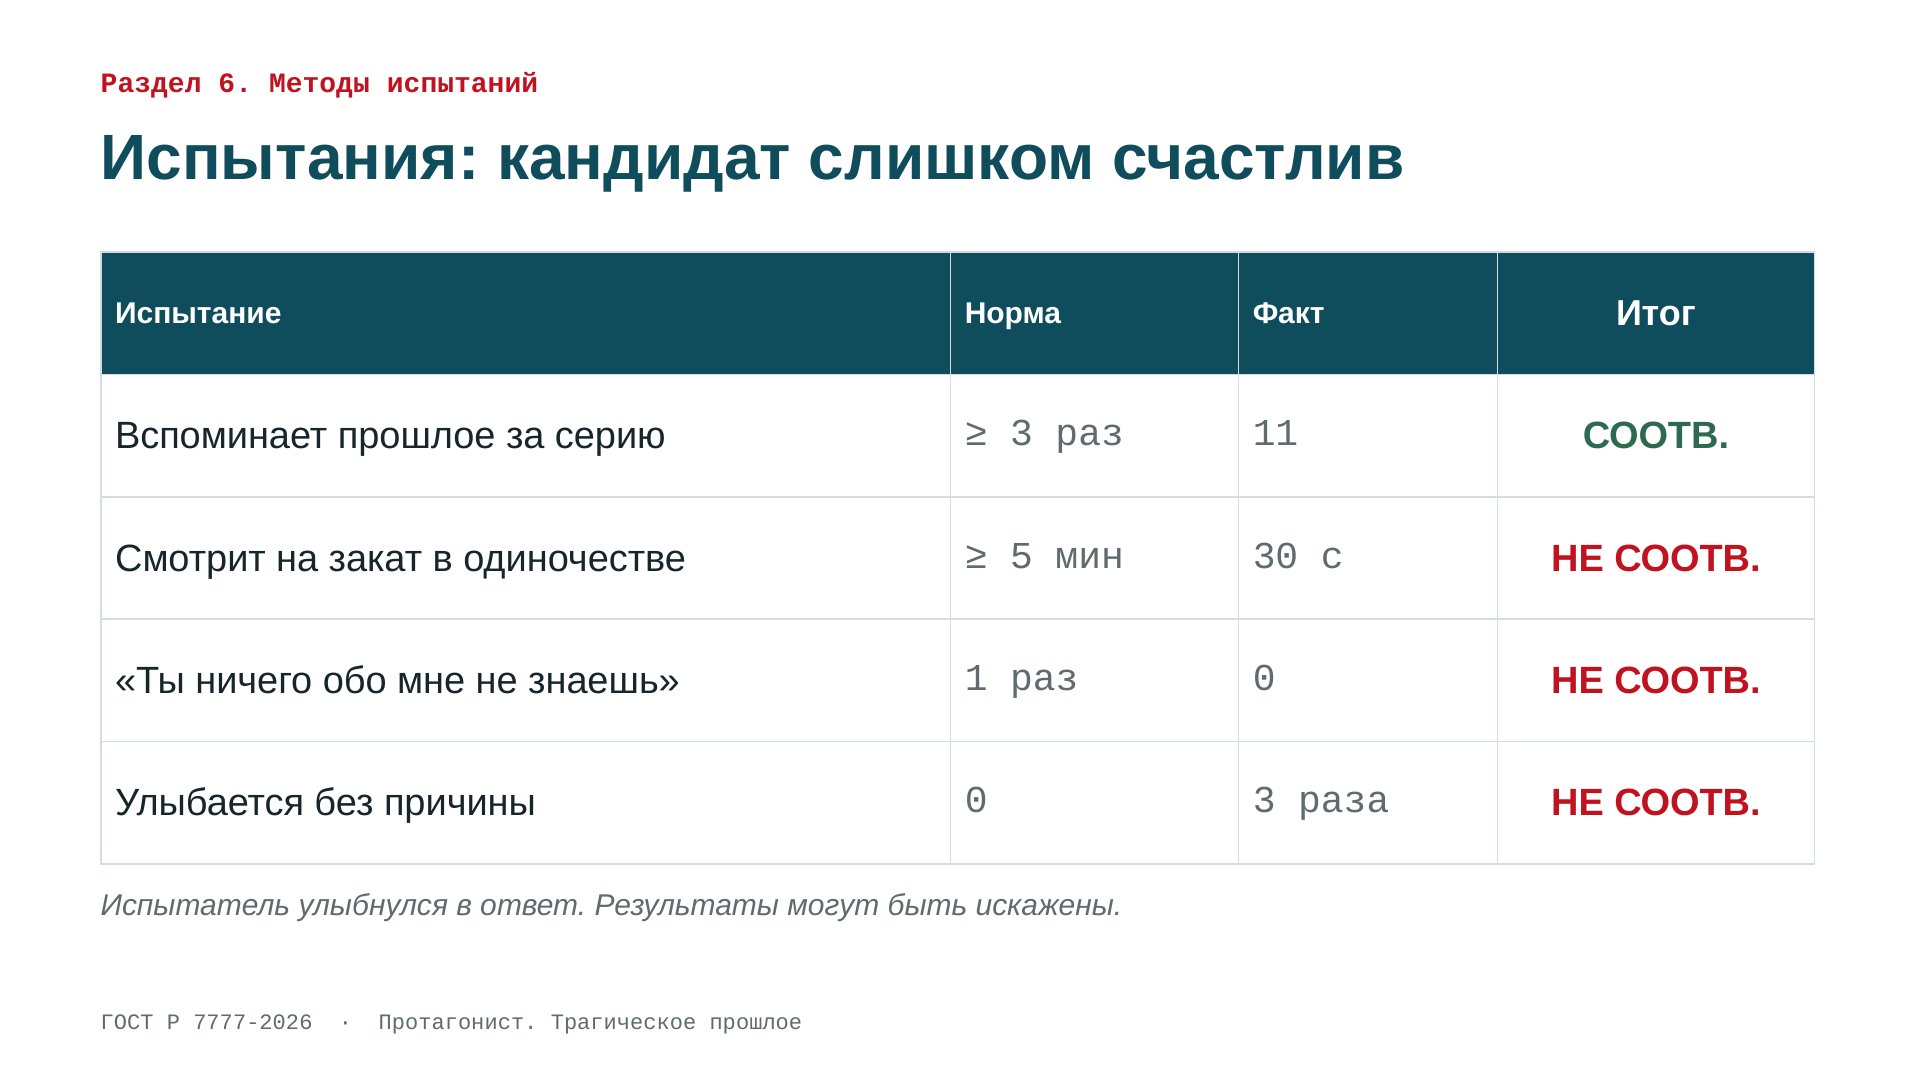 Раздел 6. Методы испытаний
Испытания: кандидат слишком счастлив
Испытание Норма Факт Итог
Вспоминает прошлое за серию ≥ 3 раз 11 СООТВ.
Смотрит на закат в одиночестве ≥ 5 мин 30 с НЕ СООТВ.
«Ты ничего обо мне не знаешь» 1 раз 0 НЕ СООТВ.
Улыбается без причины 0 3 раза НЕ СООТВ.
Испытатель улыбнулся в ответ. Результаты могут быть искажены.
ГОСТ Р 7777-2026 · Протагонист. Трагическое прошлое